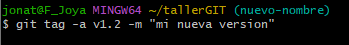 jonat@F_Joya MINGW64 ~/tallerGIT (nuevo-nombre)
$ git tag -a v1.2 -m "mi nueva version"